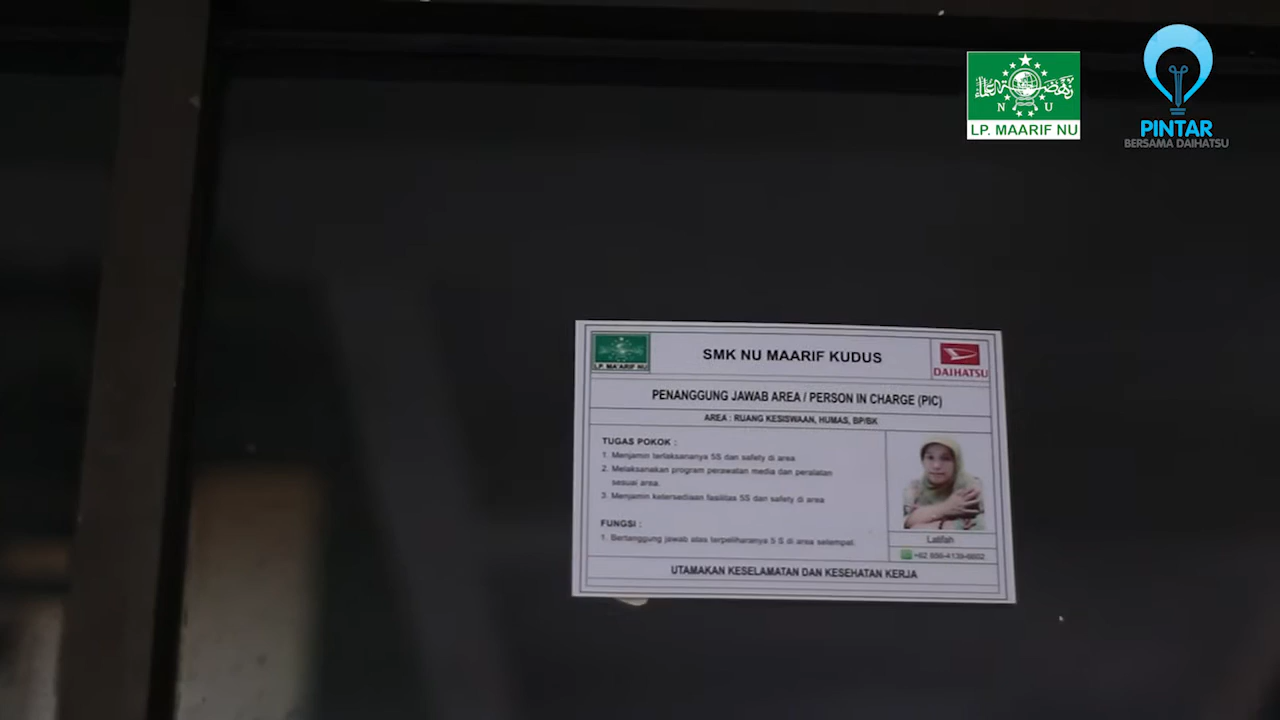 N U
LP. MAARIF NU
PINTAR
BERSAMA DAIHATSU
LP. MA'ARIF NU
SMK NU MAARIF KUDUS
DAIHATSU
PENANGGUNG JAWAB AREA / PERSON IN CHARGE (PIC)
AREA : RUANG KESISWAAN, HUMAS, BP/BK
TUGAS POKOK :
1. Menjamin terlaksananya 5S dan safety di area
2. Melaksanakan program perawatan media dan peralatan
sesuai area.
3. Menjamin ketersediaan fasilitas 5S dan safety di area
FUNGSI :
1. Bertanggung jawab atas terpeliharanya 5 S di area setempat.
Latifah
UTAMAKAN KESELAMATAN DAN KESEHATAN KERJA